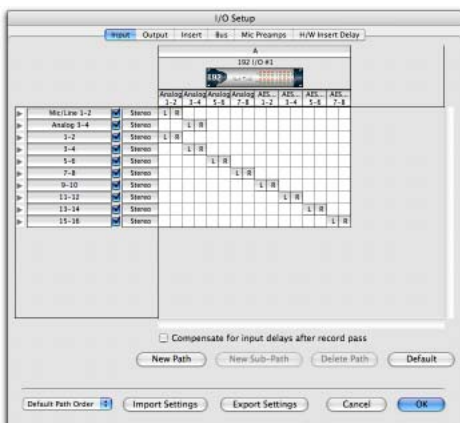 I/O Setup
Input Output Insert Bus Mic Preamps H/W Insert Delay
A
192 I/O #1
192
Analog Analog Analog Analog AES... AES... AES... AES...
1-2 3-4 5-6 7-8 1-2 3-4 5-6 7-8
Mic/Line 1-2 Stereo L R
Analog 3-4 Stereo L R
1-2 Stereo L R
3-4 Stereo L R
5-6 Stereo L R
7-8 Stereo L R
9-10 Stereo L R
11-12 Stereo L R
13-14 Stereo L R
15-16 Stereo L R
Compensate for input delays after record pass
New Path New Sub-Path Delete Path Default
Default Path Order Import Settings Export Settings Cancel OK